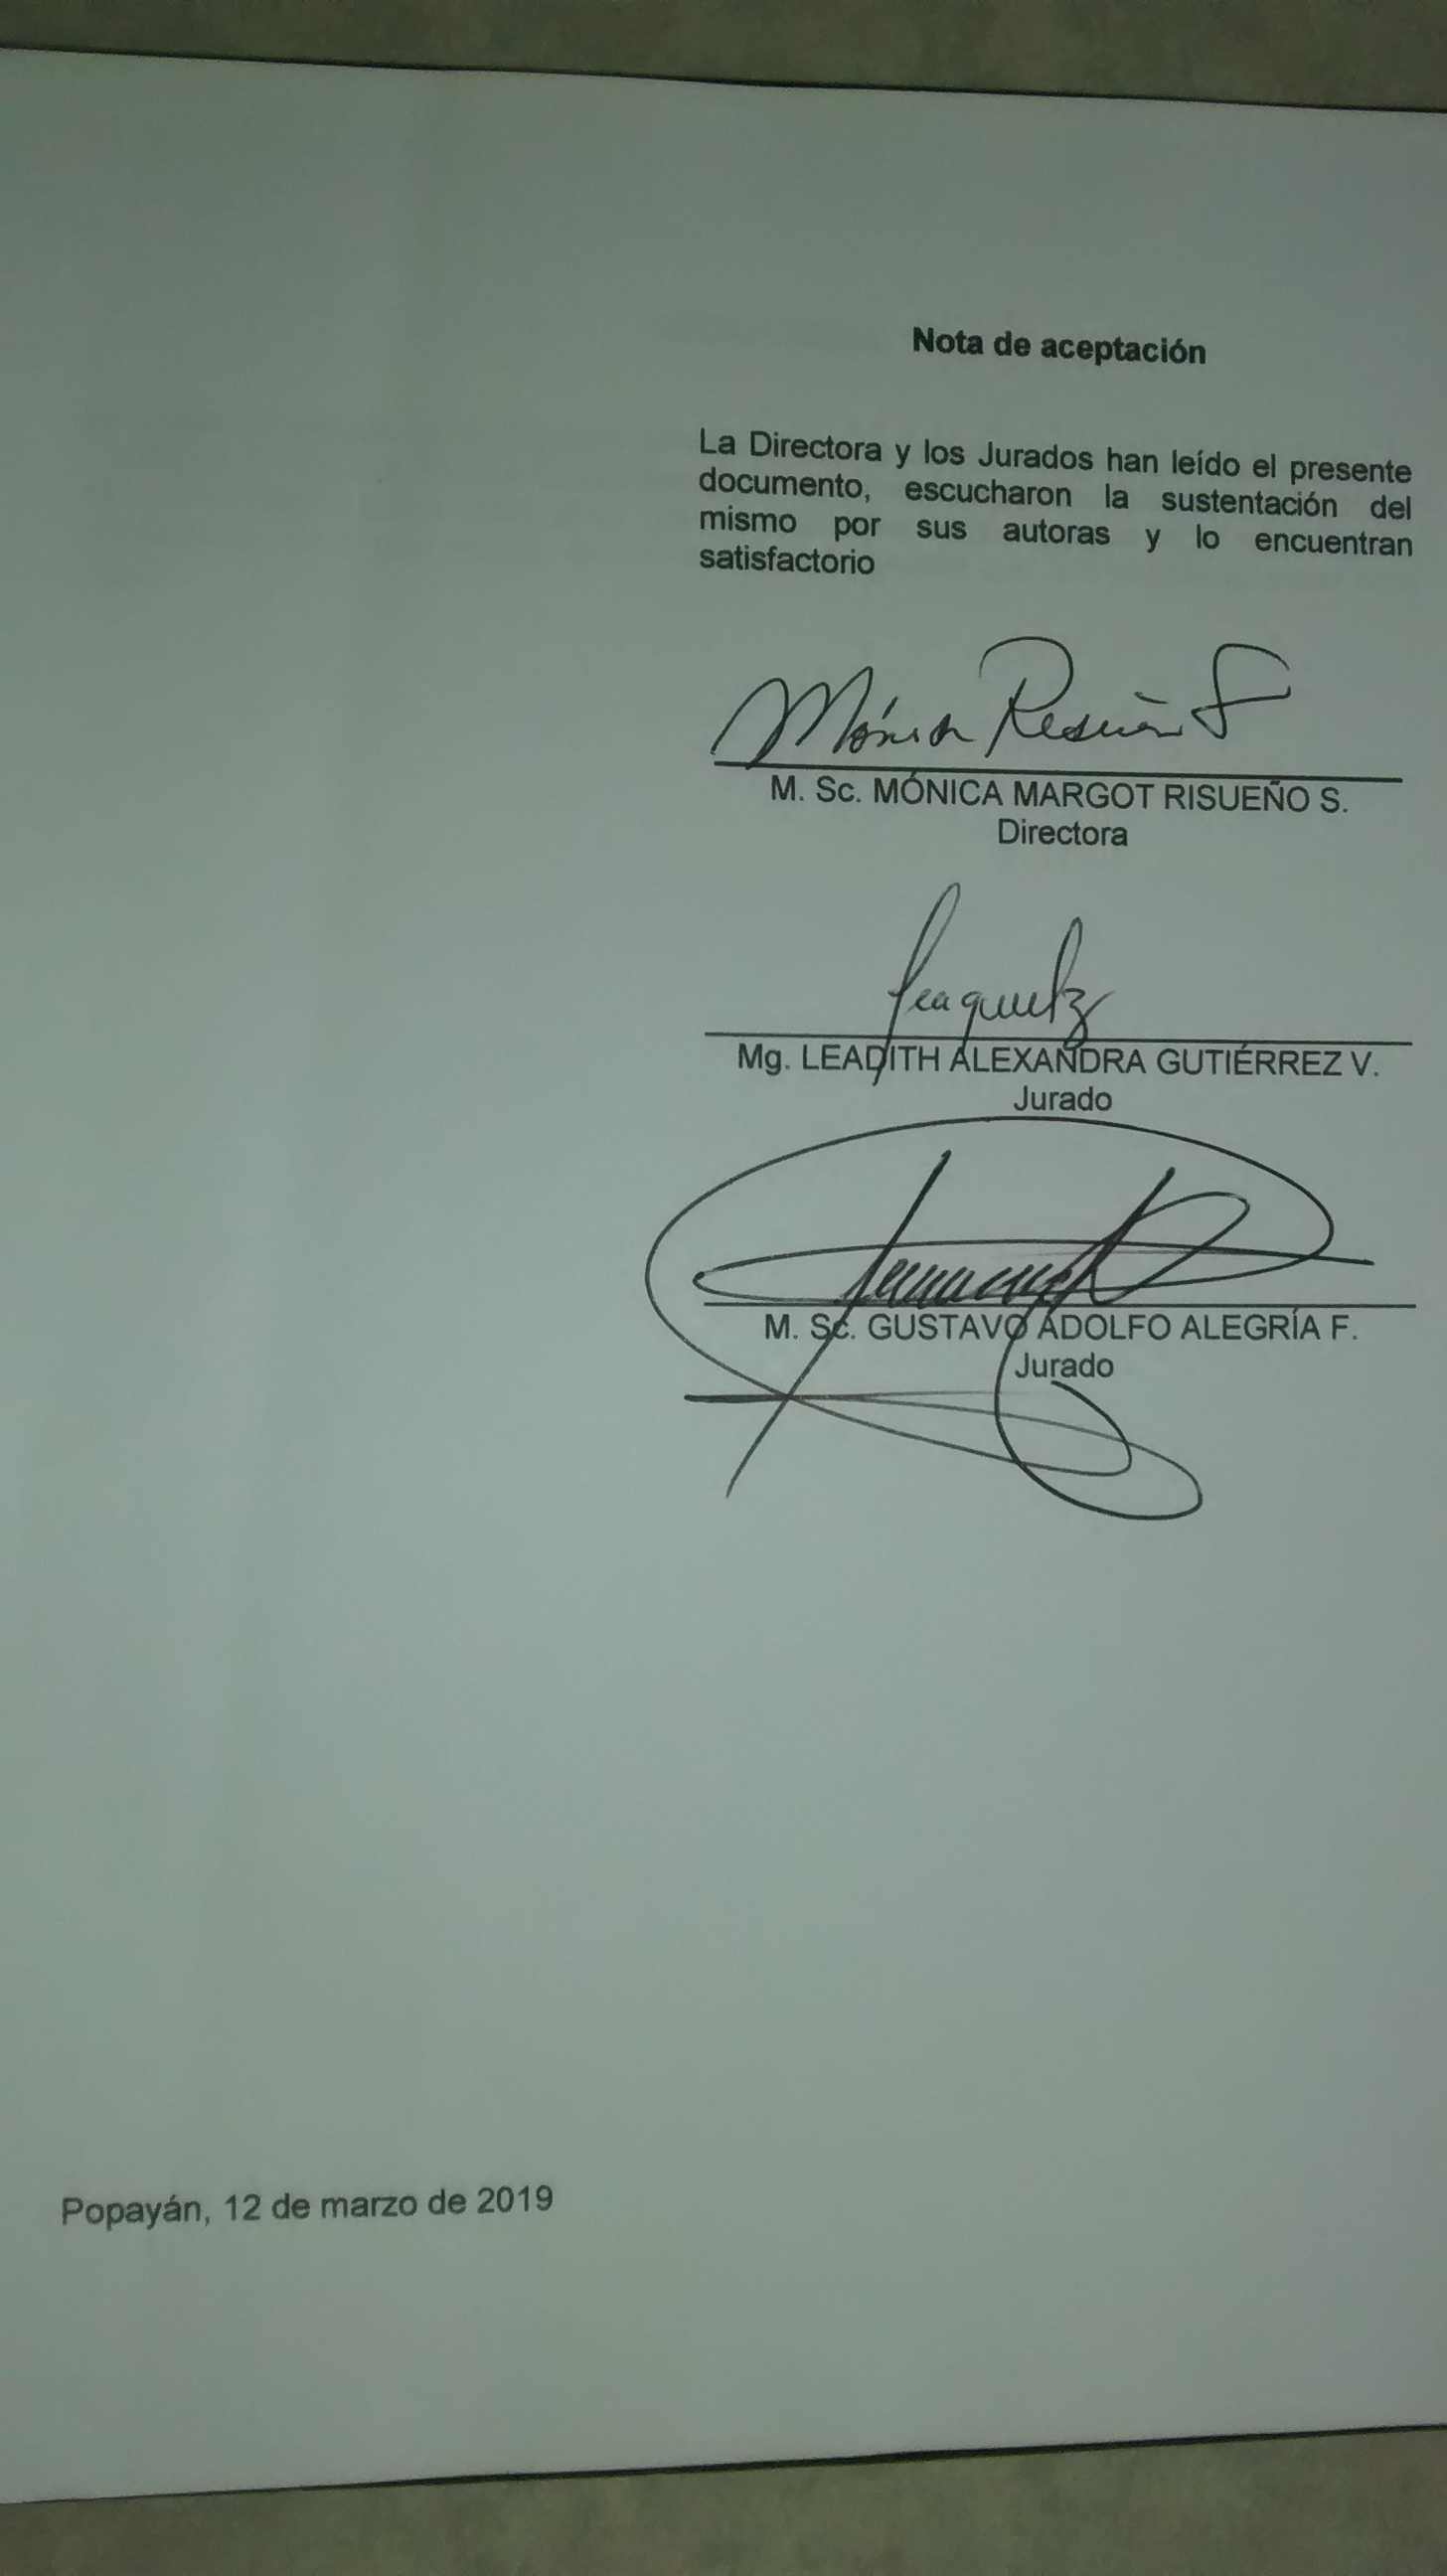 Nota de aceptación
La Directora y los Jurados han leído el presente
documento, escucharon la sustentación del
mismo por sus autoras y lo encuentran
satisfactorio
Mónica Risueño S
M. Sc. MÓNICA MARGOT RISUEÑO S.
Directora
Mg. LEADITH ALEXANDRA GUTIÉRREZ V.
Jurado
M. Sc. GUSTAVO ADOLFO ALEGRÍA F.
Jurado
Popayán, 12 de marzo de 2019